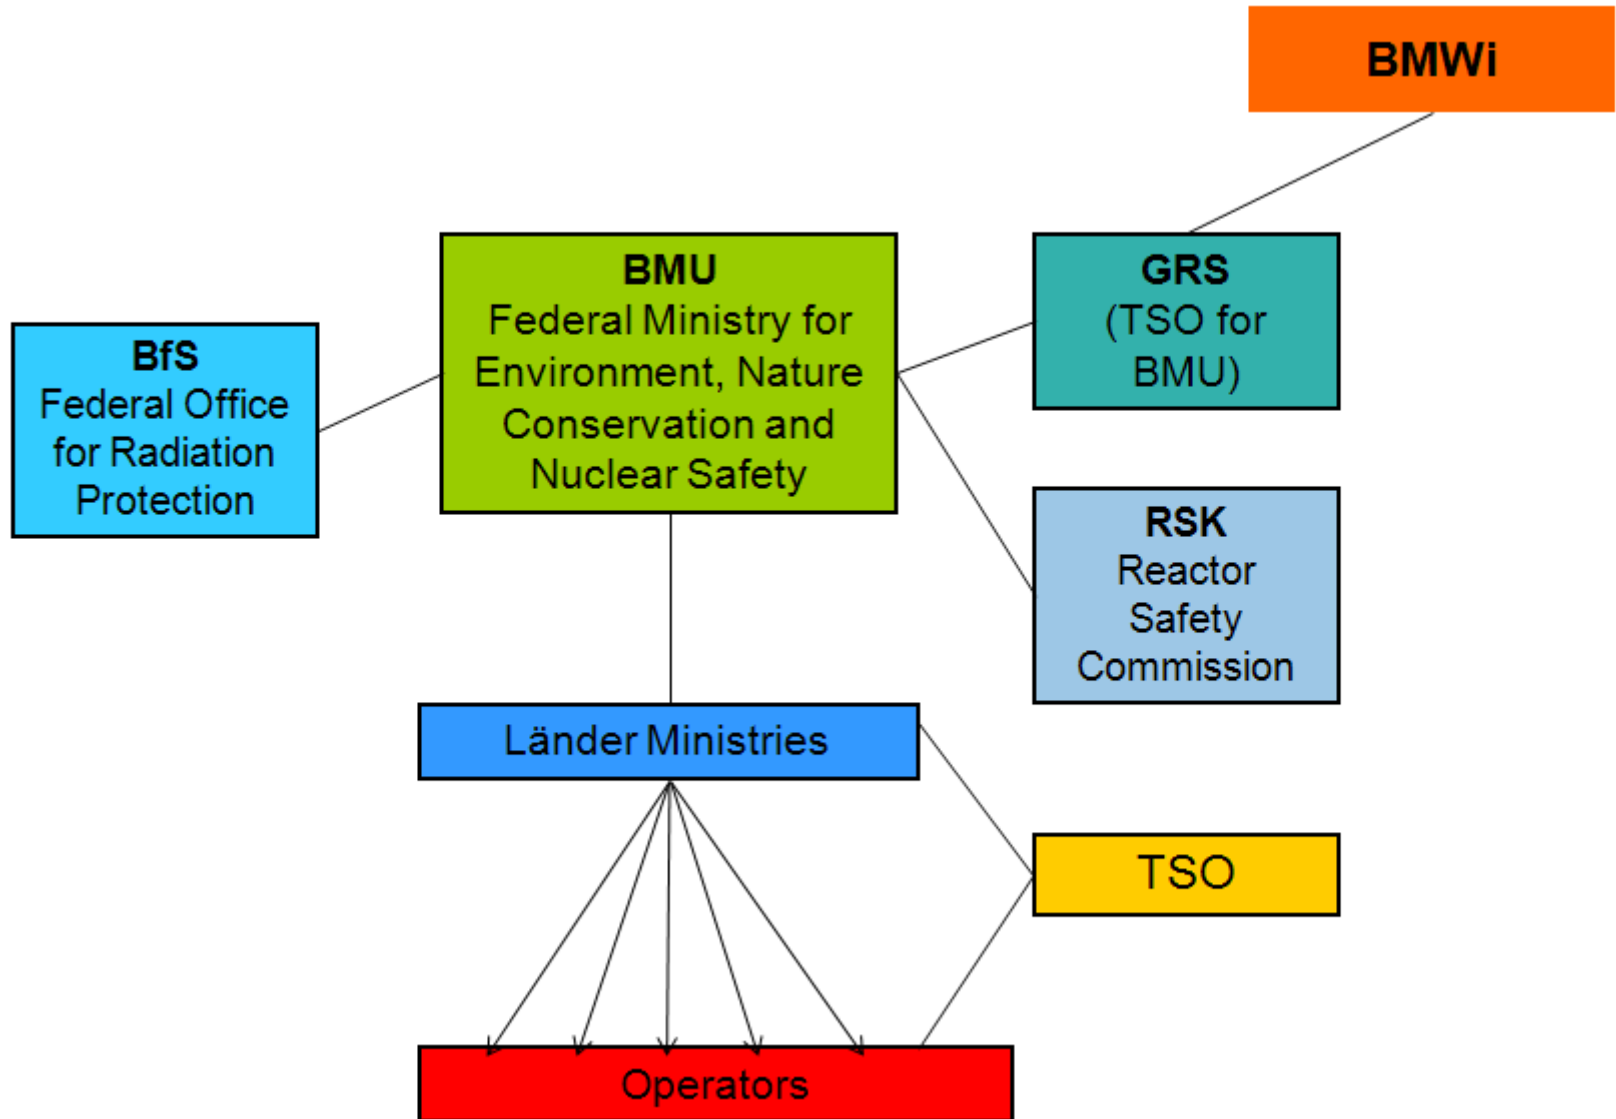 BMWi
BMU
Federal Ministry for
Environment, Nature
Conservation and
Nuclear Safety
GRS
(TSO for
BMU)
BfS
Federal Office
for Radiation
Protection
RSK
Reactor
Safety
Commission
Länder Ministries
TSO
Operators